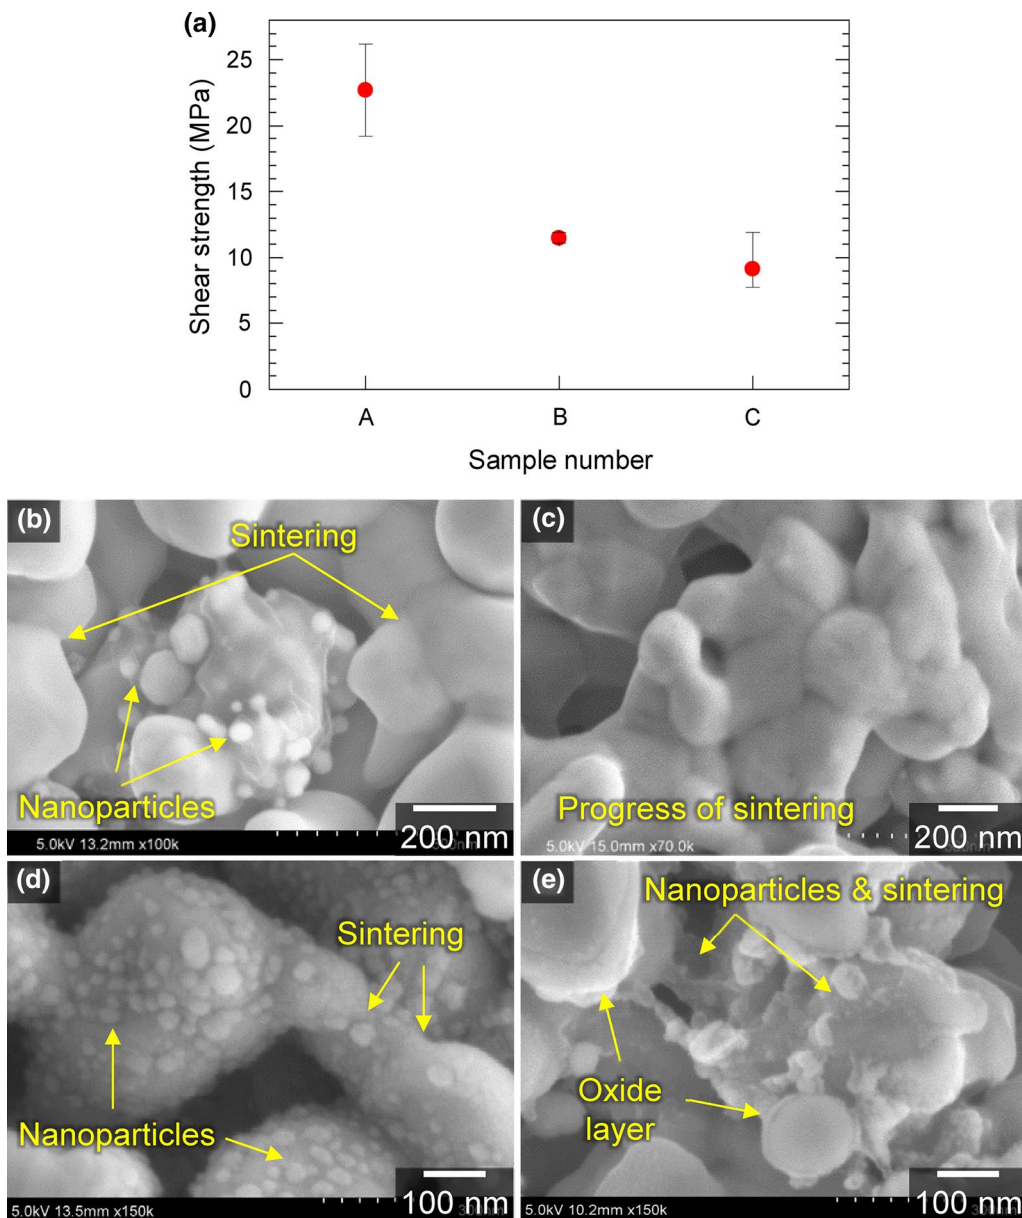 (a)
Shear strength (MPa)
25
20
15
10
5
0
A B C
Sample number
(b)
Sintering
Nanoparticles
200 nm
5.0kV 13.2mm x100k
(c)
Progress of sintering
200 nm
5.0kV 15.0mm x70.0k
(d)
Sintering
Nanoparticles
100 nm
5.0kV 13.5mm x150k
(e)
Nanoparticles & sintering
Oxide
layer
100 nm
5.0kV 10.2mm x150k